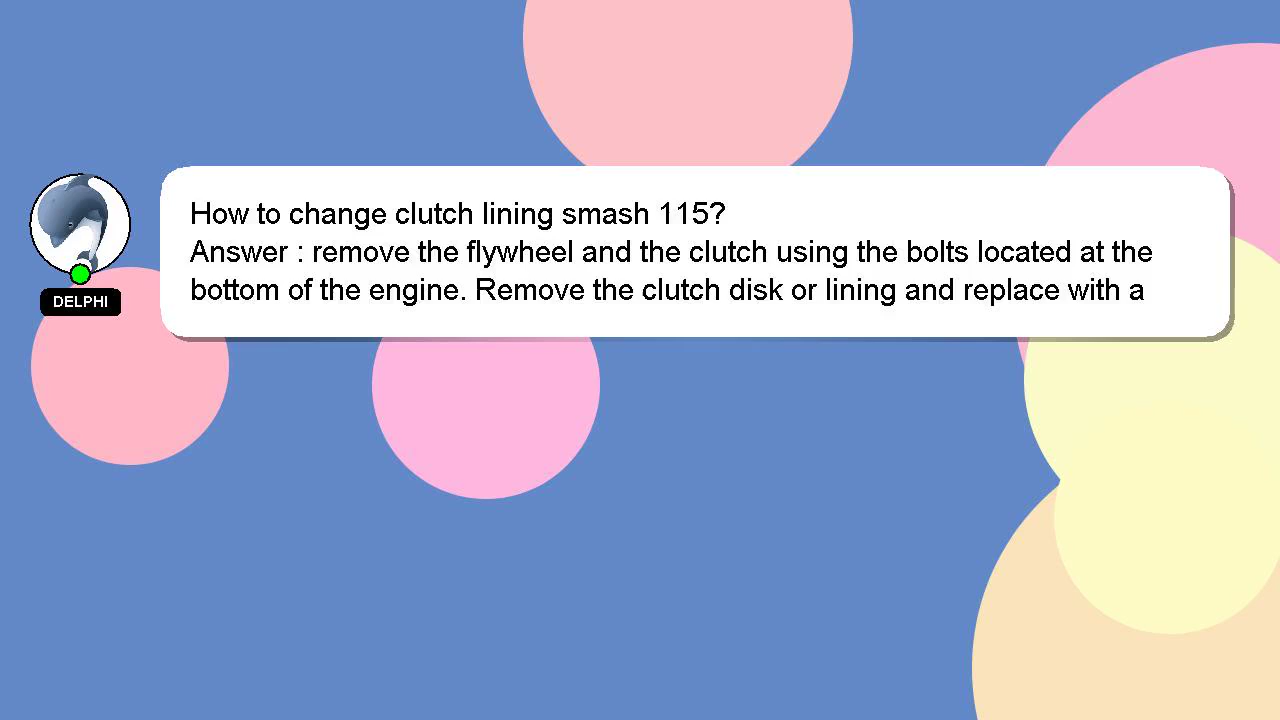 How to change clutch lining smash 115?
Answer : remove the flywheel and the clutch using the bolts located at the
bottom of the engine. Remove the clutch disk or lining and replace with a
DELPHI